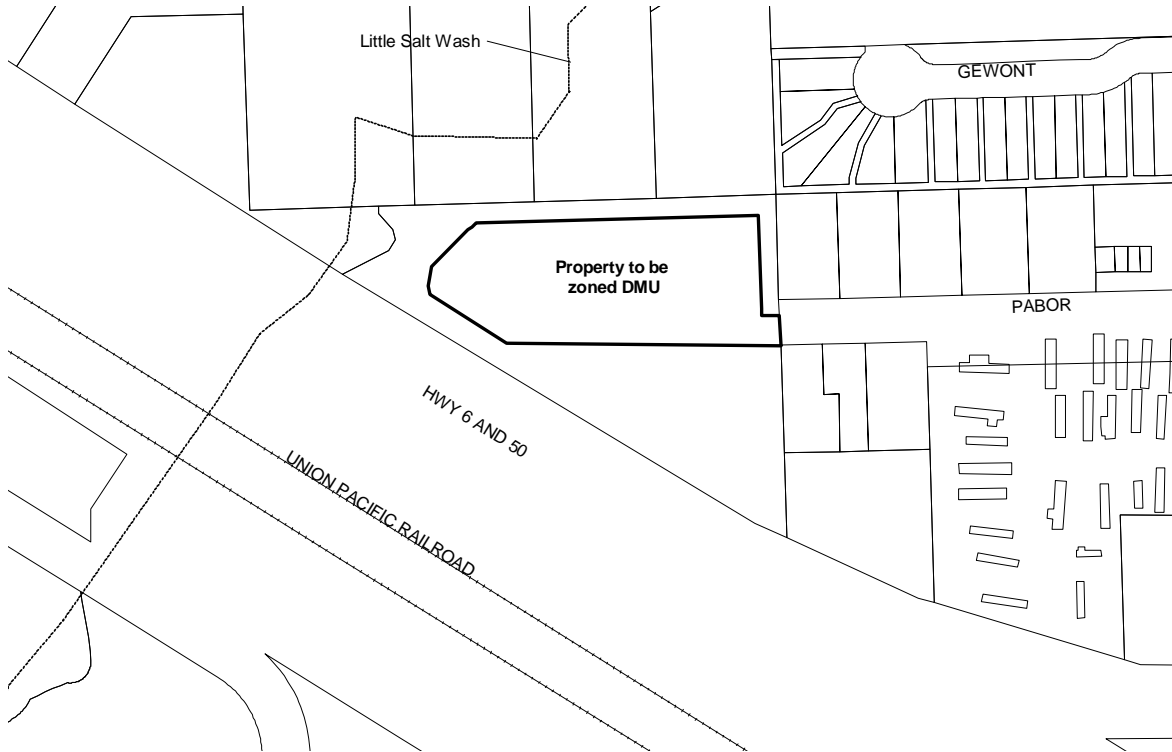 Little Salt Wash
GEWONT
Property to be
zoned DMU
PABOR
HWY 6 AND 50
UNION PACIFIC RAILROAD